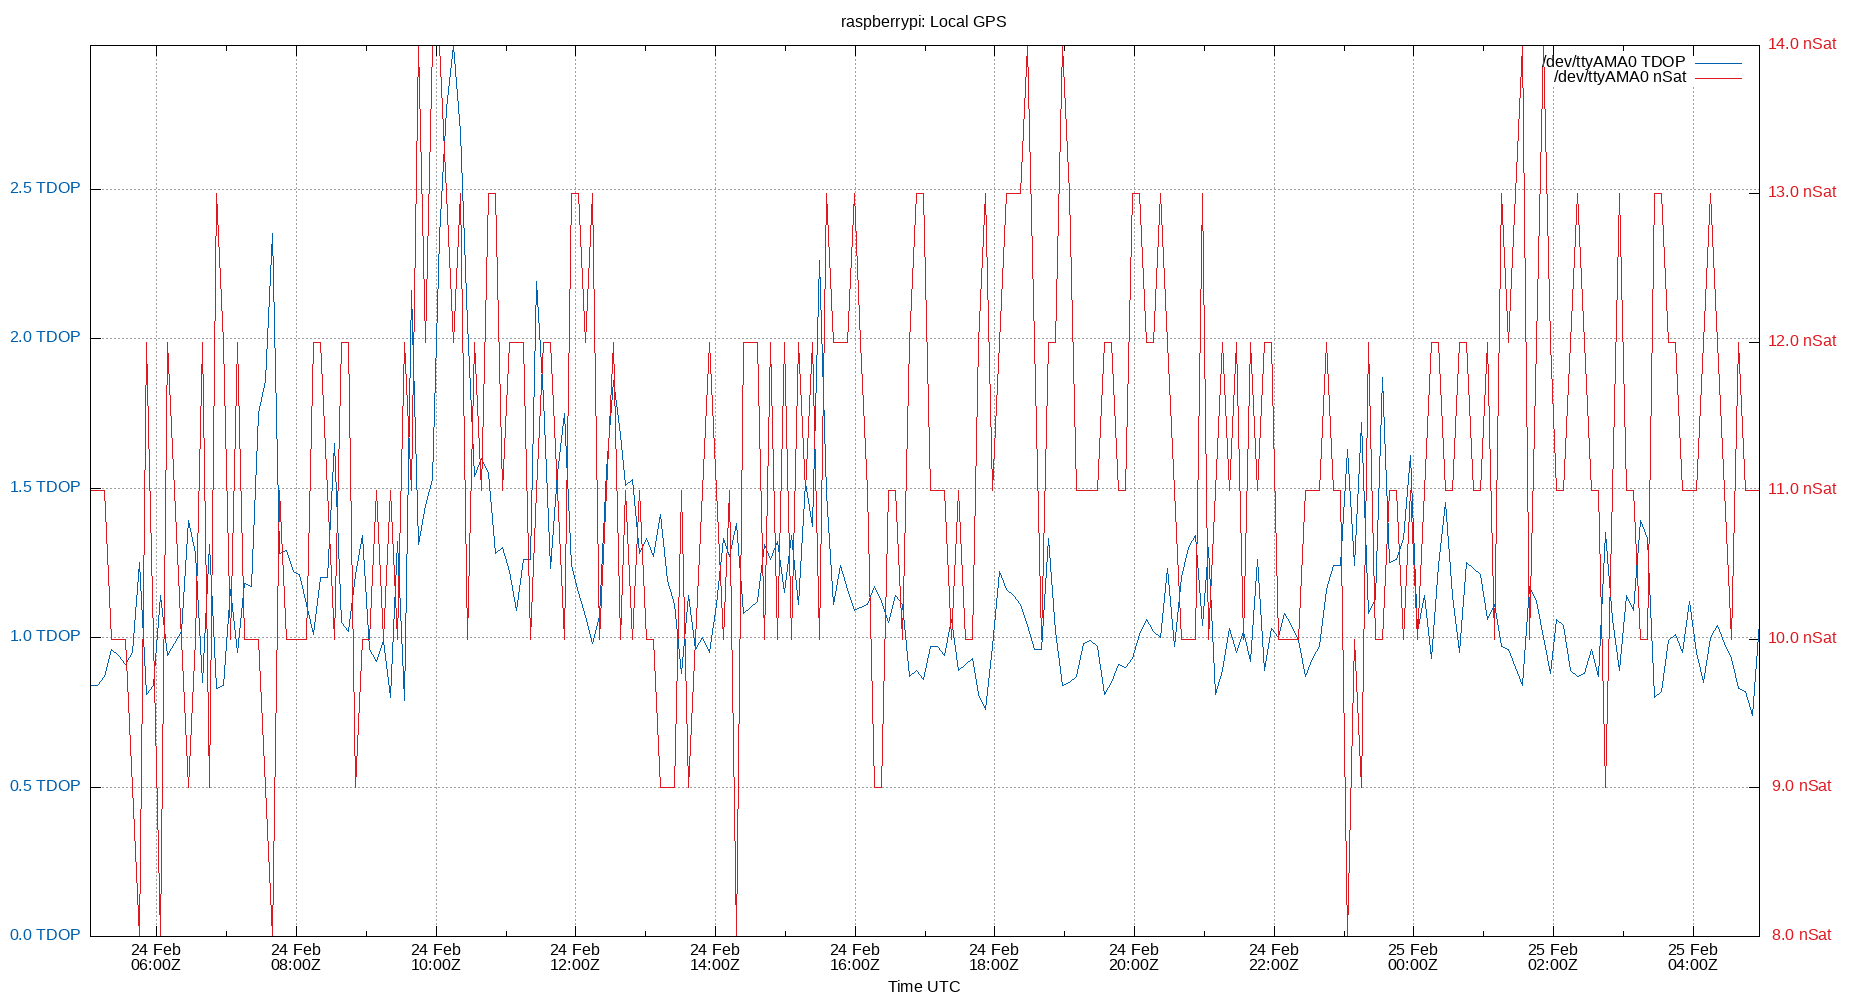 raspberrypi: Local GPS
14.0 nSat
/dev/ttyAMA0 TDOP
/dev/ttyAMA0 nSat
2.5 TDOP
13.0 nSat
2.0 TDOP
12.0 nSat
1.5 TDOP
11.0 nSat
1.0 TDOP
10.0 nSat
0.5 TDOP
9.0 nSat
0.0 TDOP
8.0 nSat
24 Feb 24 Feb 24 Feb 24 Feb 24 Feb 24 Feb 24 Feb 24 Feb 24 Feb 25 Feb 25 Feb 25 Feb
06:00Z 08:00Z 10:00Z 12:00Z 14:00Z 16:00Z 18:00Z 20:00Z 22:00Z 00:00Z 02:00Z 04:00Z
Time UTC